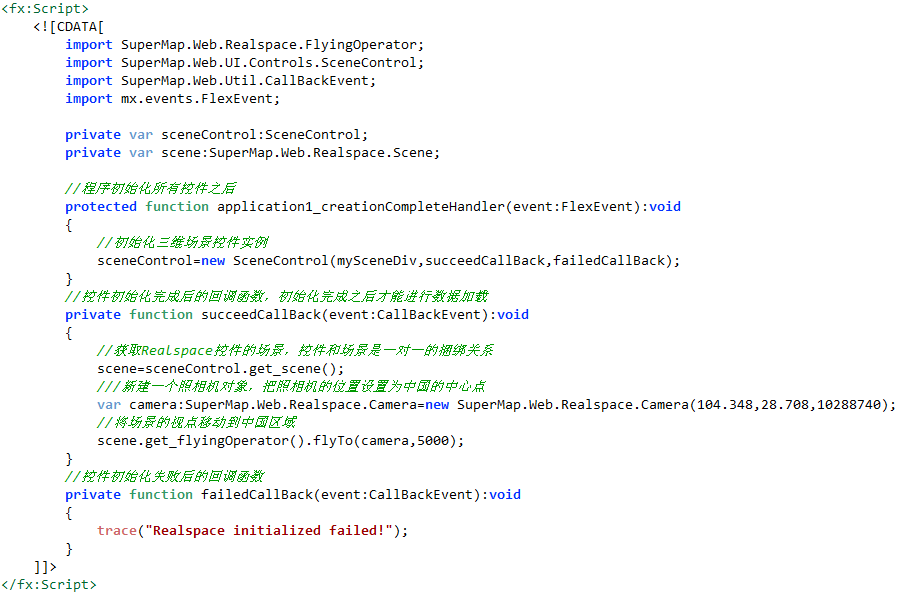 <fx:Script>
<![CDATA[
import SuperMap.Web.Realspace.FlyingOperator;
import SuperMap.Web.UI.Controls.SceneControl;
import SuperMap.Web.Util.CallBackEvent;
import mx.events.FlexEvent;
private var sceneControl:SceneControl;
private var scene:SuperMap.Web.Realspace.Scene;
//程序初始化所有控件之后
protected function application1_creationCompleteHandler(event:FlexEvent):void
{
//初始化三维场景控件实例
sceneControl=new SceneControl(mySceneDiv,succeedCallBack,failedCallBack);
}
//控件初始化完成后的回调函数，初始化完成之后才能进行数据加载
private function succeedCallBack(event:CallBackEvent):void
{
//获取Realspace控件的场景，控件和场景是一对一的捆绑关系
scene=sceneControl.get_scene();
///新建一个照相机对象，把照相机的位置设置为中国的中心点
var camera:SuperMap.Web.Realspace.Camera=new SuperMap.Web.Realspace.Camera(104.348,28.708,10288740);
//将场景的视点移动到中国区域
scene.get_flyingOperator().flyTo(camera,5000);
}
//控件初始化失败后的回调函数
private function failedCallBack(event:CallBackEvent):void
{
trace("Realspace initialized failed!");
}
]]>
</fx:Script>